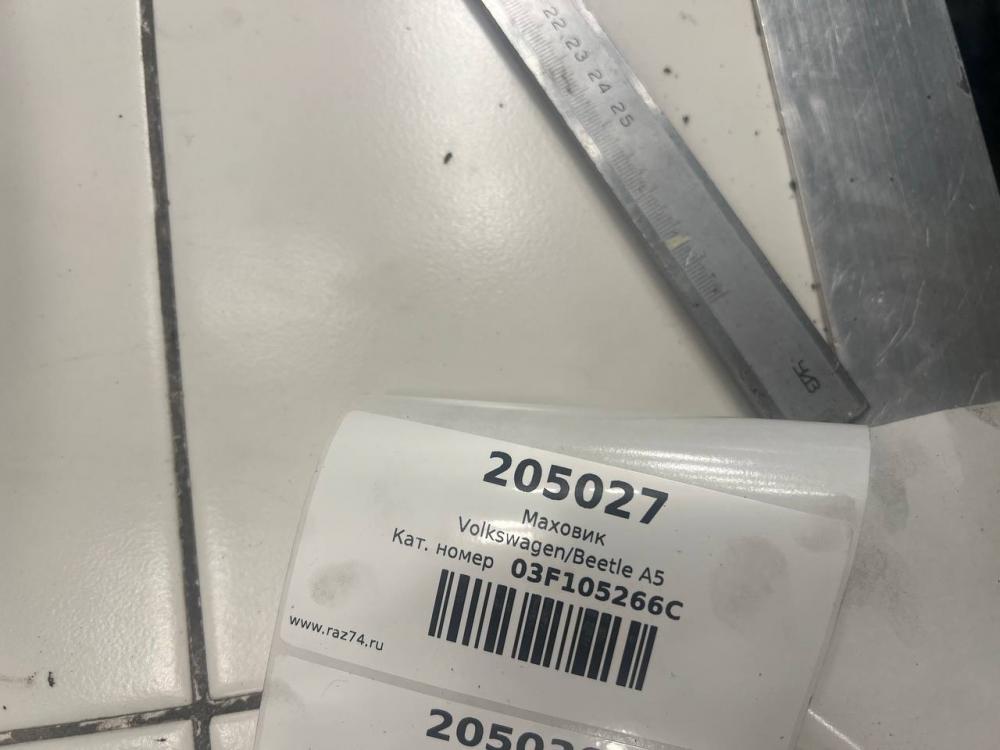 22 23 24 25
205027
Маховик
Volkswagen/Beetle A5
Кат. номер 03F105266C
www.raz74.ru